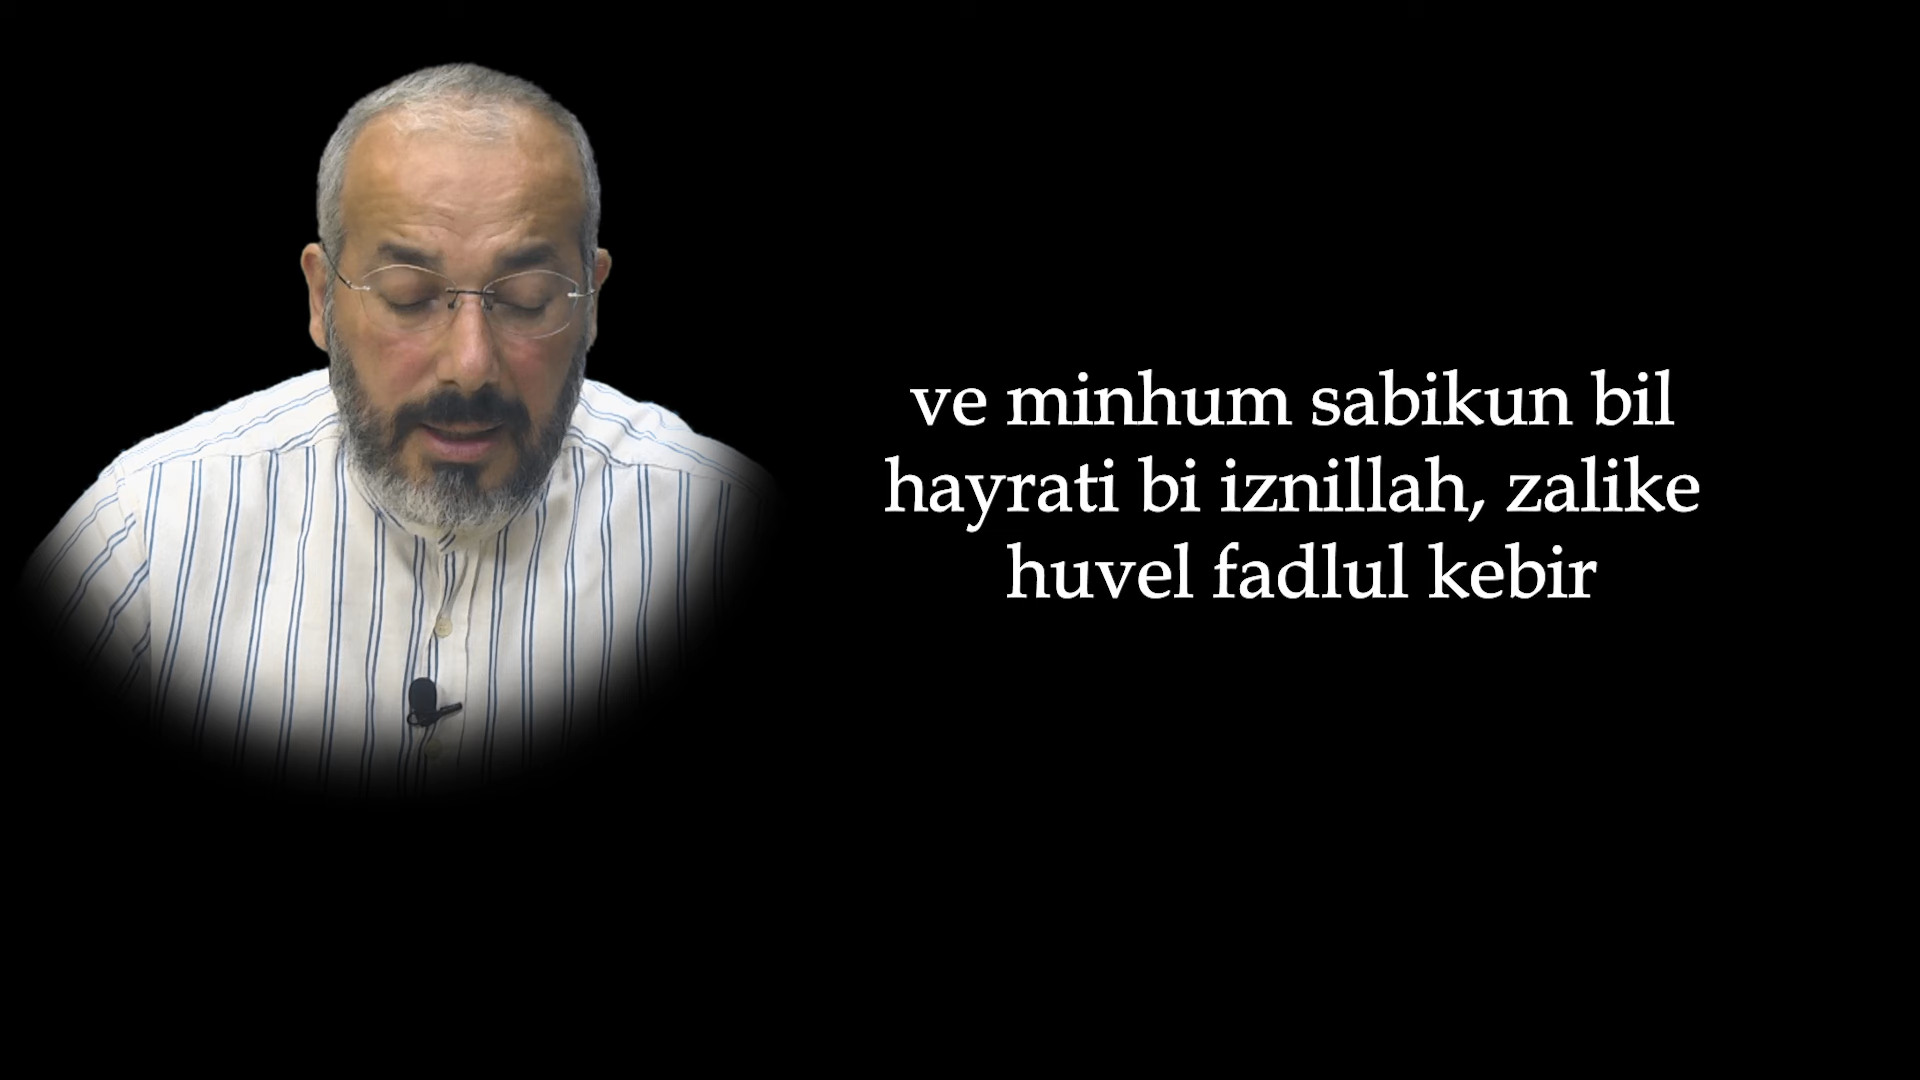 ve minhum sabikun bil
hayrati bi iznillah, zalike
huvel fadlul kebir